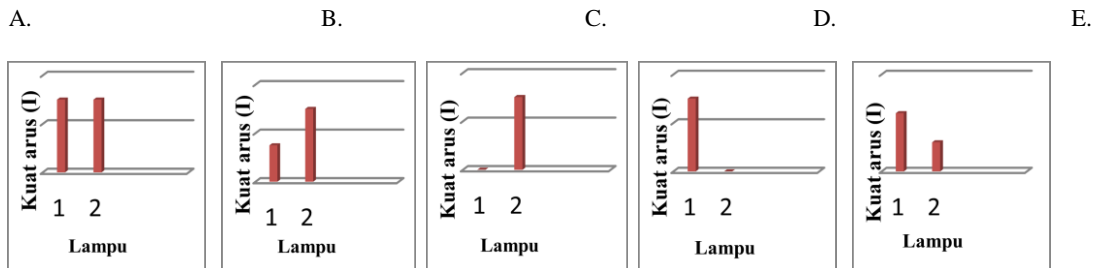 A. B. C. D. E.
Kuat arus (I)
1 2
Lampu
Kuat arus (I)
1 2
Lampu
Kuat arus (I)
1 2
Lampu
Kuat arus (I)
1 2
Lampu
Kuat arus (I)
1 2
Lampu